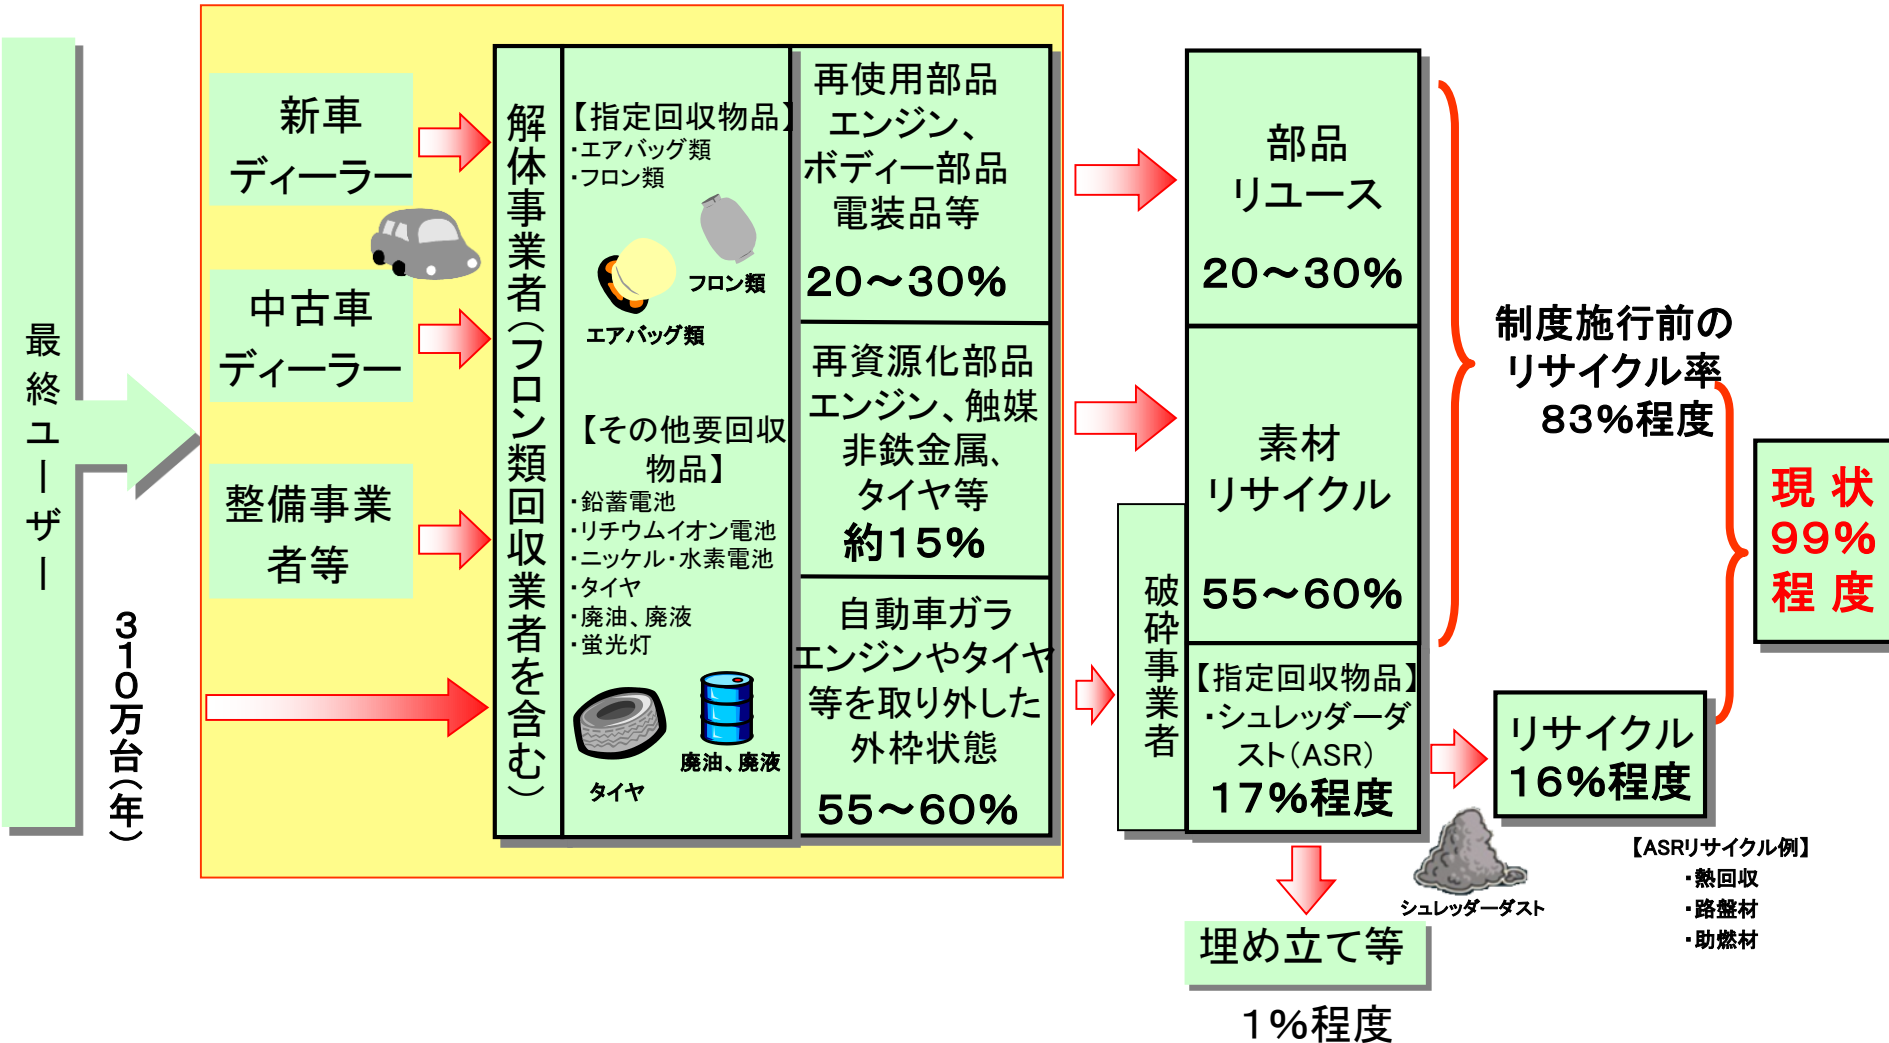 最終ユーザー
310万台(年)
新車
ディーラー
中古車
ディーラー
整備事業
者等
解体事業者(フロン類回収業者を含む)
【指定回収物品】
・エアバッグ類
・フロン類
フロン類
エアバッグ類
【その他要回収
物品】
・鉛蓄電池
・リチウムイオン電池
・ニッケル・水素電池
・タイヤ
・廃油、廃液
・蛍光灯
タイヤ
廃油、廃液
再使用部品
エンジン、
ボディー部品
電装品等
20～30%
再資源化部品
エンジン、触媒
非鉄金属、
タイヤ等
約15%
自動車ガラ
エンジンやタイヤ
等を取り外した
外枠状態
55～60%
破砕事業者
部品
リユース
20～30%
素材
リサイクル
55～60%
【指定回収物品】
・シュレッダーダ
スト(ASR)
17%程度
埋め立て等
1%程度
シュレッダーダスト
制度施行前の
リサイクル率
83%程度
リサイクル
16%程度
【ASRリサイクル例】
・熱回収
・路盤材
・助燃材
現状
99%
程度